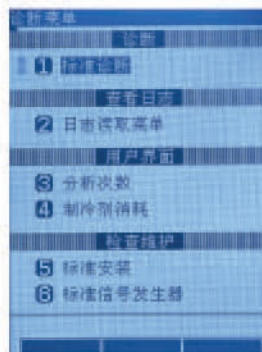 诊断菜单
诊断
1 标准诊断
查看日志
2 日志读取菜单
用户界面
3 分析次数
4 制冷剂消耗
检查维护
5 标准安装
6 标准信号发生器